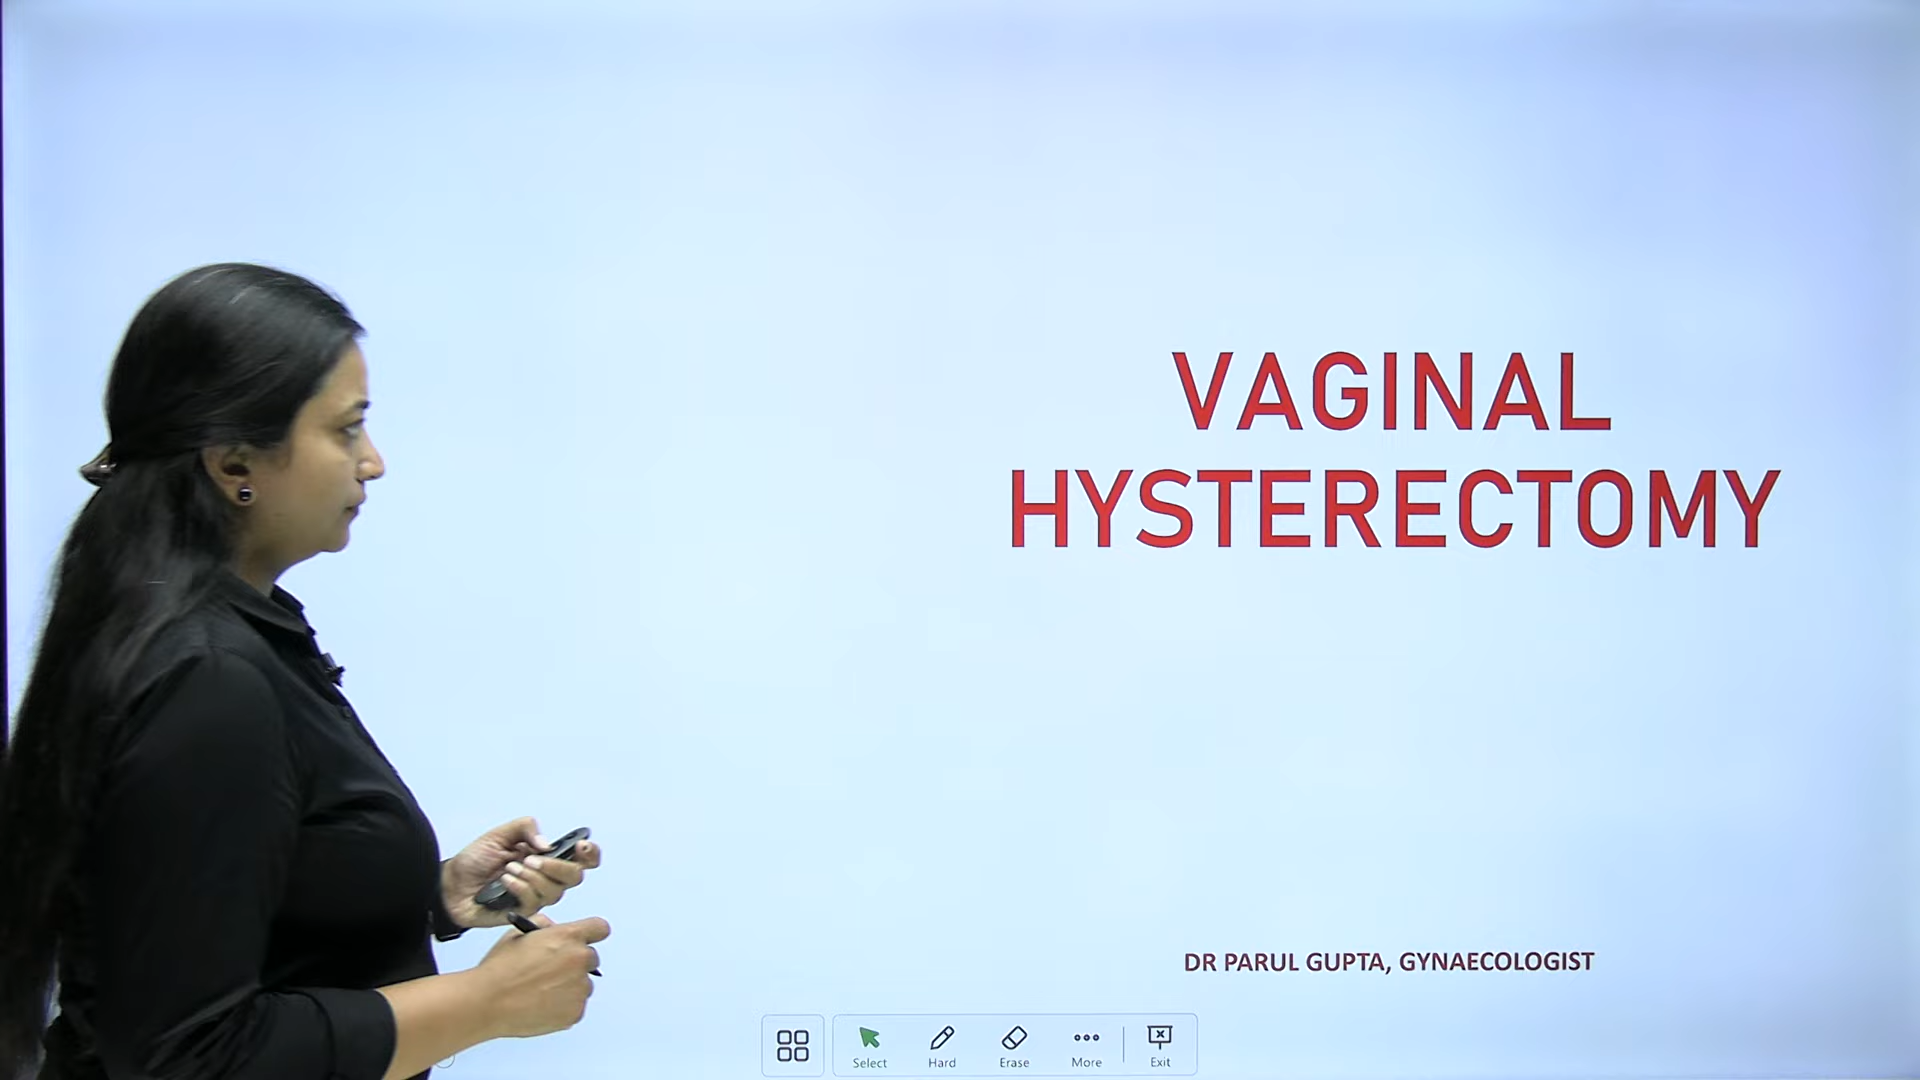 VAGINAL
HYSTERECTOMY
DR PARUL GUPTA, GYNAECOLOGIST
Select Hard Erase More Exit